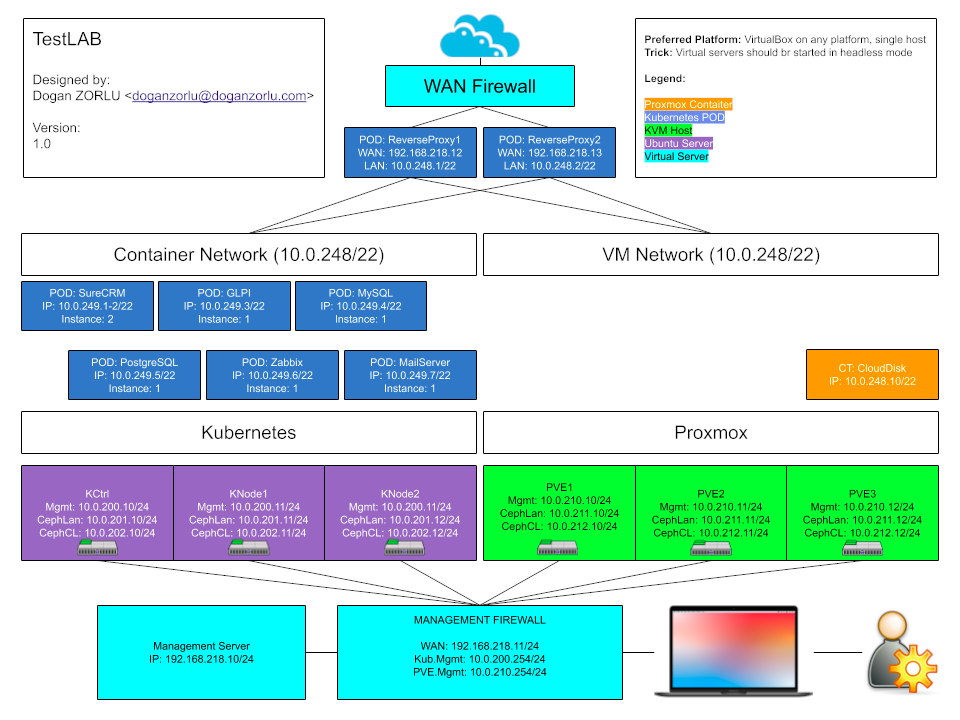 TestLAB
Designed by:
Dogan ZORLU <doganzorlu@doganzorlu.com>
Version:
1.0
WAN Firewall
Preferred Platform: VirtualBox on any platform, single host
Trick: Virtual servers should br started in headless mode
Legend:
Proxmox Contaiter
Kubernetes POD
KVM Host
Ubuntu Server
Virtual Server
POD: ReverseProxy1
WAN: 192.168.218.12
LAN: 10.0.248.1/22
POD: ReverseProxy2
WAN: 192.168.218.13
LAN: 10.0.248.2/22
Container Network (10.0.248/22)
VM Network (10.0.248/22)
POD: SureCRM
IP: 10.0.249.1-2/22
Instance: 2
POD: GLPI
IP: 10.0.249.3/22
Instance: 1
POD: MySQL
IP: 10.0.249.4/22
Instance: 1
POD: PostgreSQL
IP: 10.0.249.5/22
Instance: 1
POD: Zabbix
IP: 10.0.249.6/22
Instance: 1
POD: MailServer
IP: 10.0.249.7/22
Instance: 1
CT: CloudDisk
IP: 10.0.248.10/22
Kubernetes
Proxmox
KCtrl
Mgmt: 10.0.200.10/24
CephLan: 10.0.201.10/24
CephCL: 10.0.202.10/24
KNode1
Mgmt: 10.0.200.11/24
CephLan: 10.0.201.11/24
CephCL: 10.0.202.11/24
KNode2
Mgmt: 10.0.200.11/24
CephLan: 10.0.201.12/24
CephCL: 10.0.202.12/24
PVE1
Mgmt: 10.0.210.10/24
CephLan: 10.0.211.10/24
CephCL: 10.0.212.10/24
PVE2
Mgmt: 10.0.210.11/24
CephLan: 10.0.211.11/24
CephCL: 10.0.212.11/24
PVE3
Mgmt: 10.0.210.12/24
CephLan: 10.0.211.12/24
CephCL: 10.0.212.12/24
Management Server
IP: 192.168.218.10/24
MANAGEMENT FIREWALL
WAN: 192.168.218.11/24
Kub.Mgmt: 10.0.200.254/24
PVE.Mgmt: 10.0.210.254/24